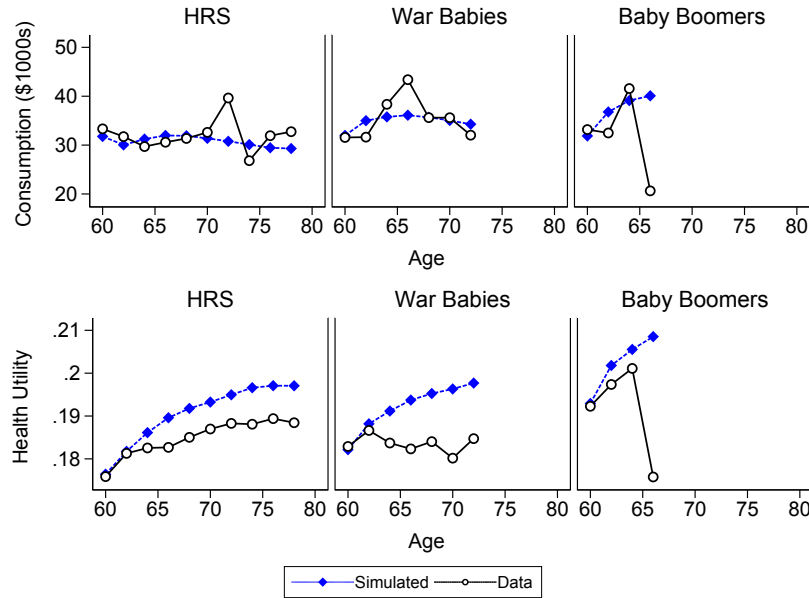 HRS War Babies Baby Boomers
Consumption ($1000s)
50
40
30
20
60 65 70 75 80 60 65 70 75 80 60 65 70 75 80
Age
HRS War Babies Baby Boomers
Health Utility
.21
.2
.19
.18
60 65 70 75 80 60 65 70 75 80 60 65 70 75 80
Age
Simulated Data